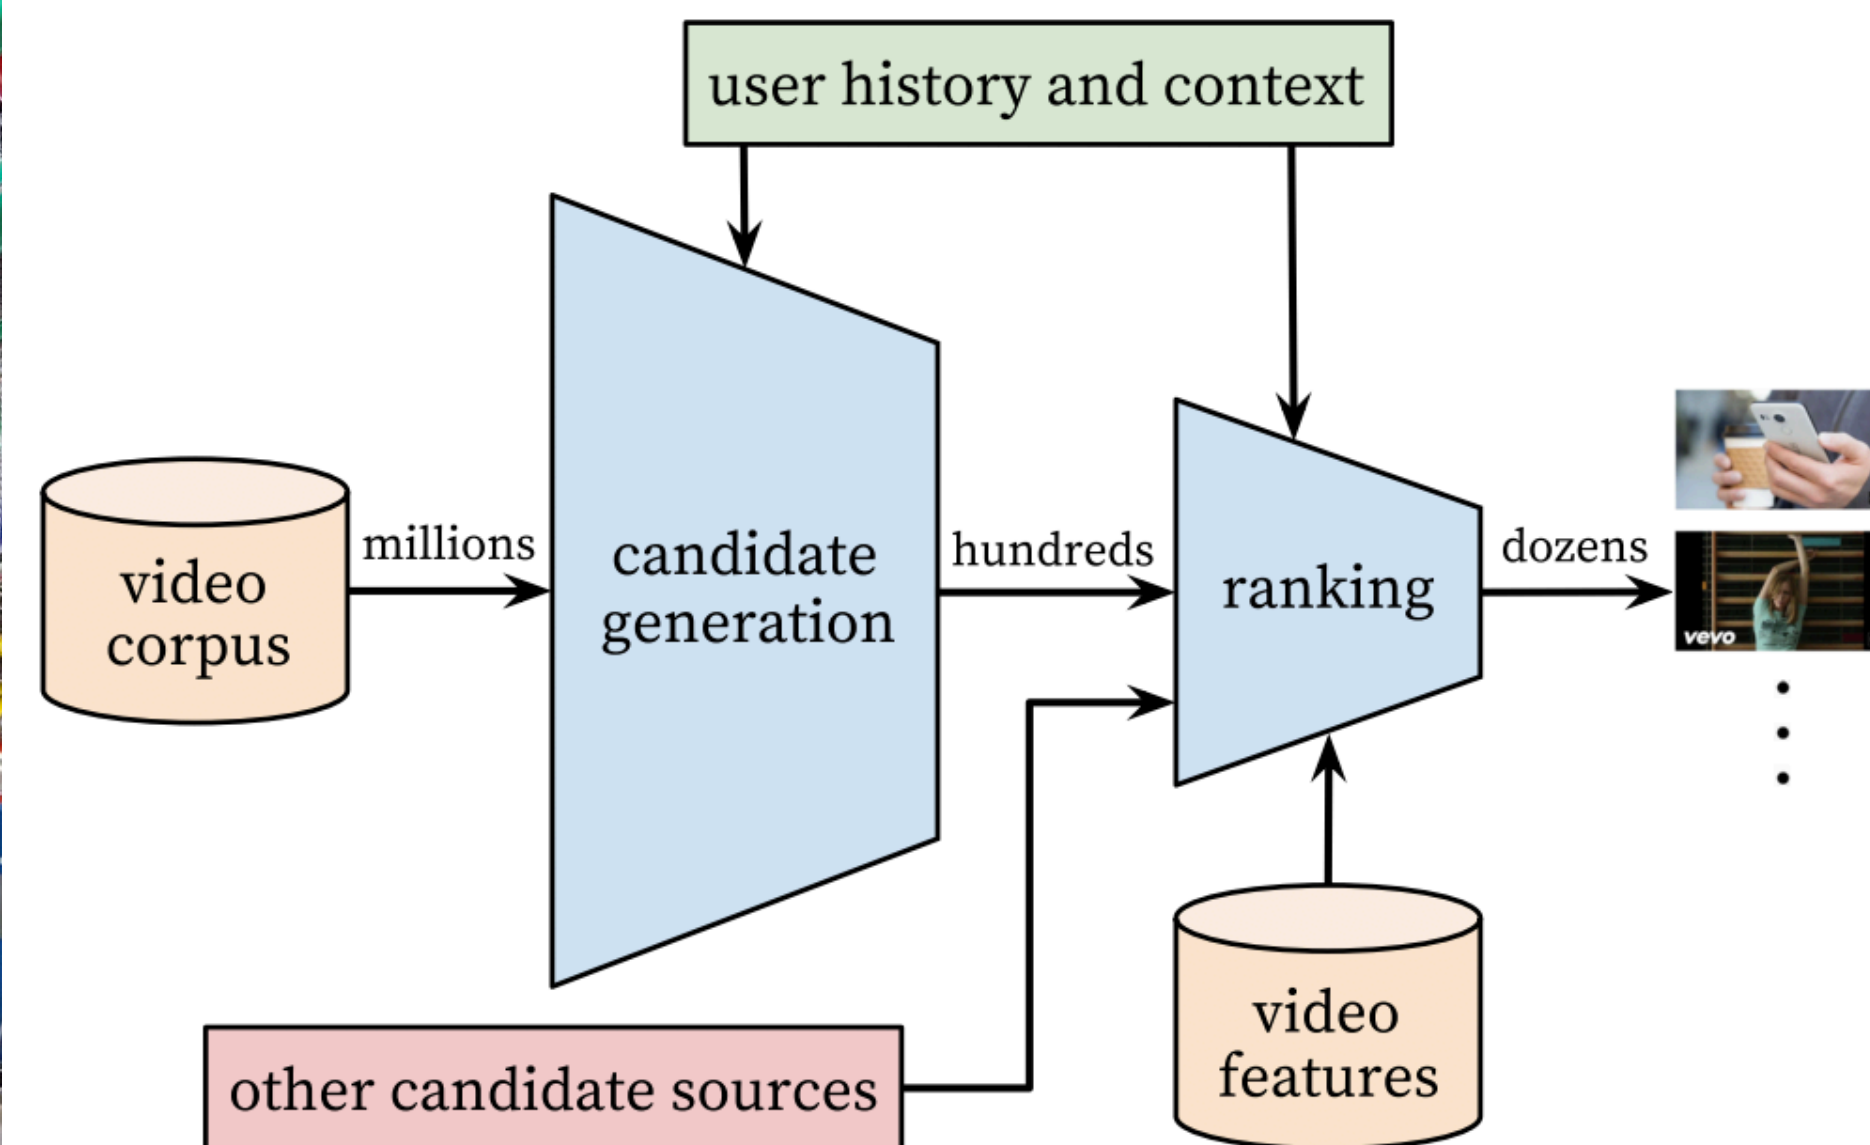 user history and context
millions
video
corpus
candidate
generation
hundreds
ranking
dozens
vevo
video
features
other candidate sources